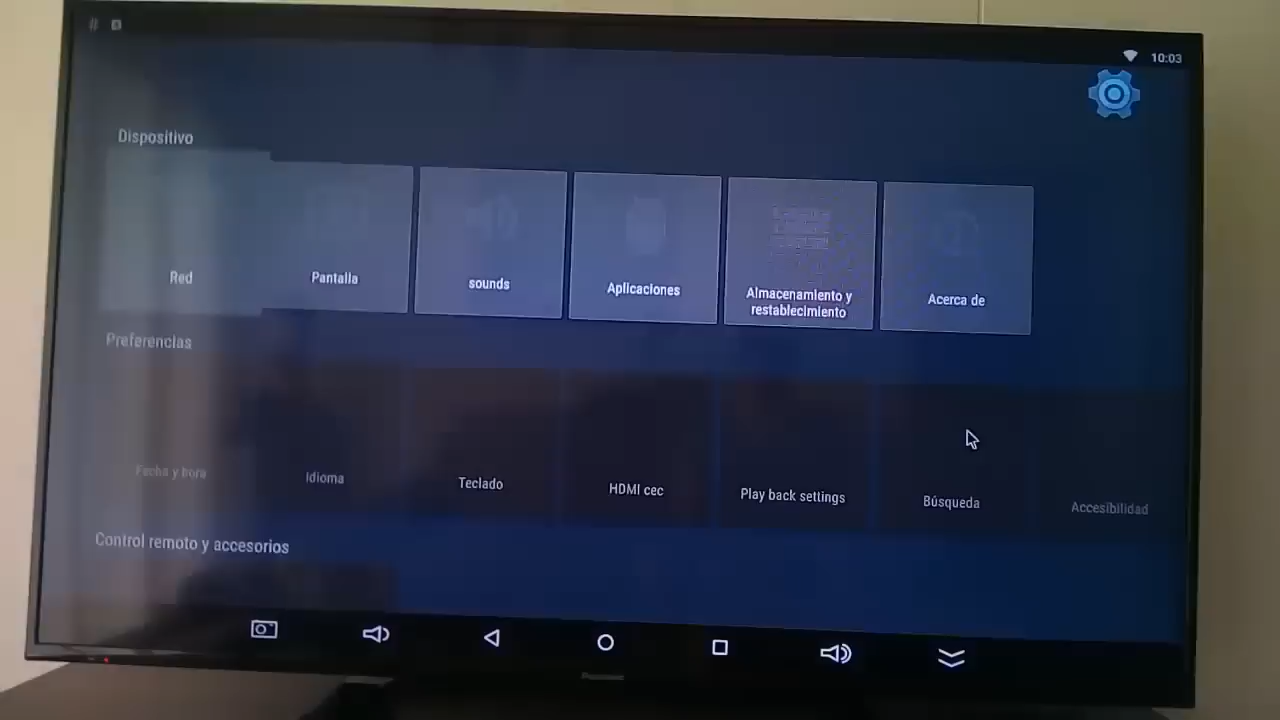 10:03
Dispositivo
Red
Pantalla
sounds
Aplicaciones
Almacenamiento y
restablecimiento
Acerca de
Preferencias
Fecha y hora
Idioma
Teclado
HDMI cec
Play back settings
Búsqueda
Accesibilidad
Control remoto y accesorios
Panasonic